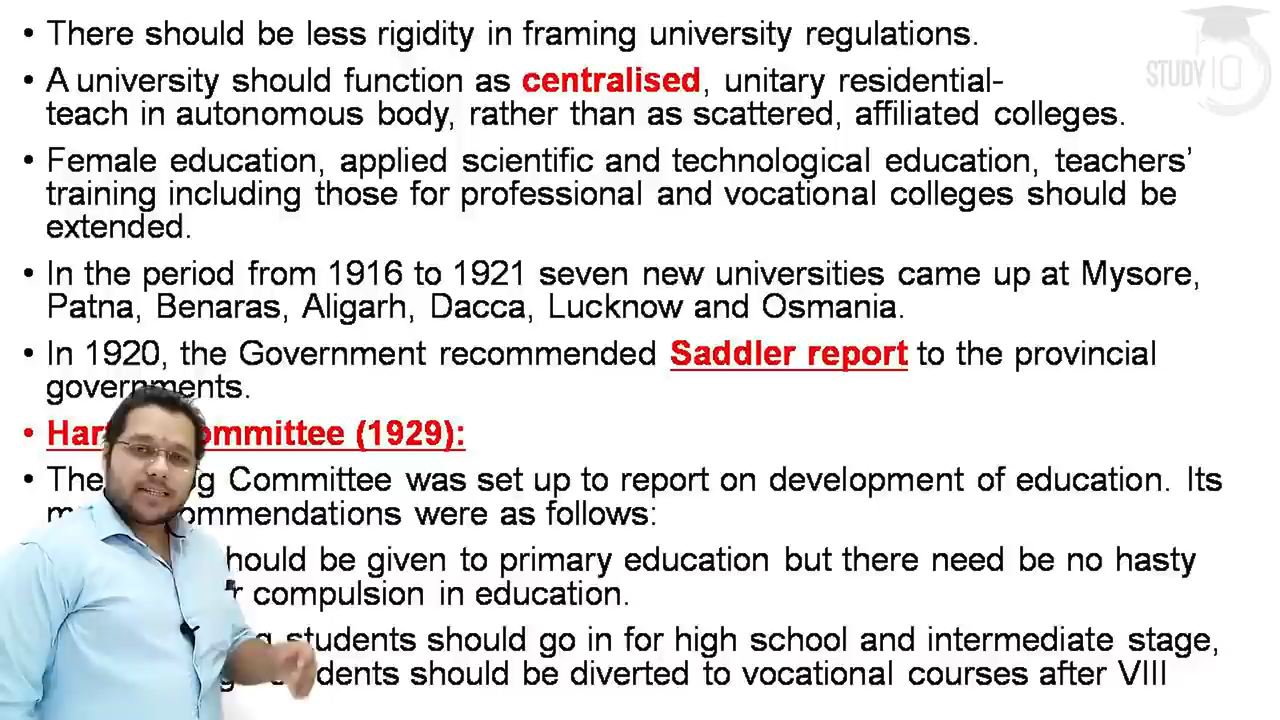 • There should be less rigidity in framing university regulations.
• A university should function as centralised, unitary residential-
teach in autonomous body, rather than as scattered, affiliated colleges.
• Female education, applied scientific and technological education, teachers’
training including those for professional and vocational colleges should be
extended.
• In the period from 1916 to 1921 seven new universities came up at Mysore,
Patna, Benaras, Aligarh, Dacca, Lucknow and Osmania.
• In 1920, the Government recommended Saddler report to the provincial
governments.
• Committee (1929):
• The Committee was set up to report on development of education. Its
recommendations were as follows:
should be given to primary education but there need be no hasty
compulsion in education.
students should go in for high school and intermediate stage,
students should be diverted to vocational courses after VIII
STUDY IQ